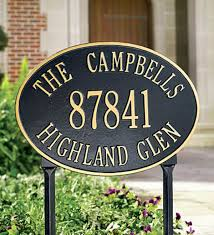 THE CAMPBELLS
87841
HIGHLAND GLEN